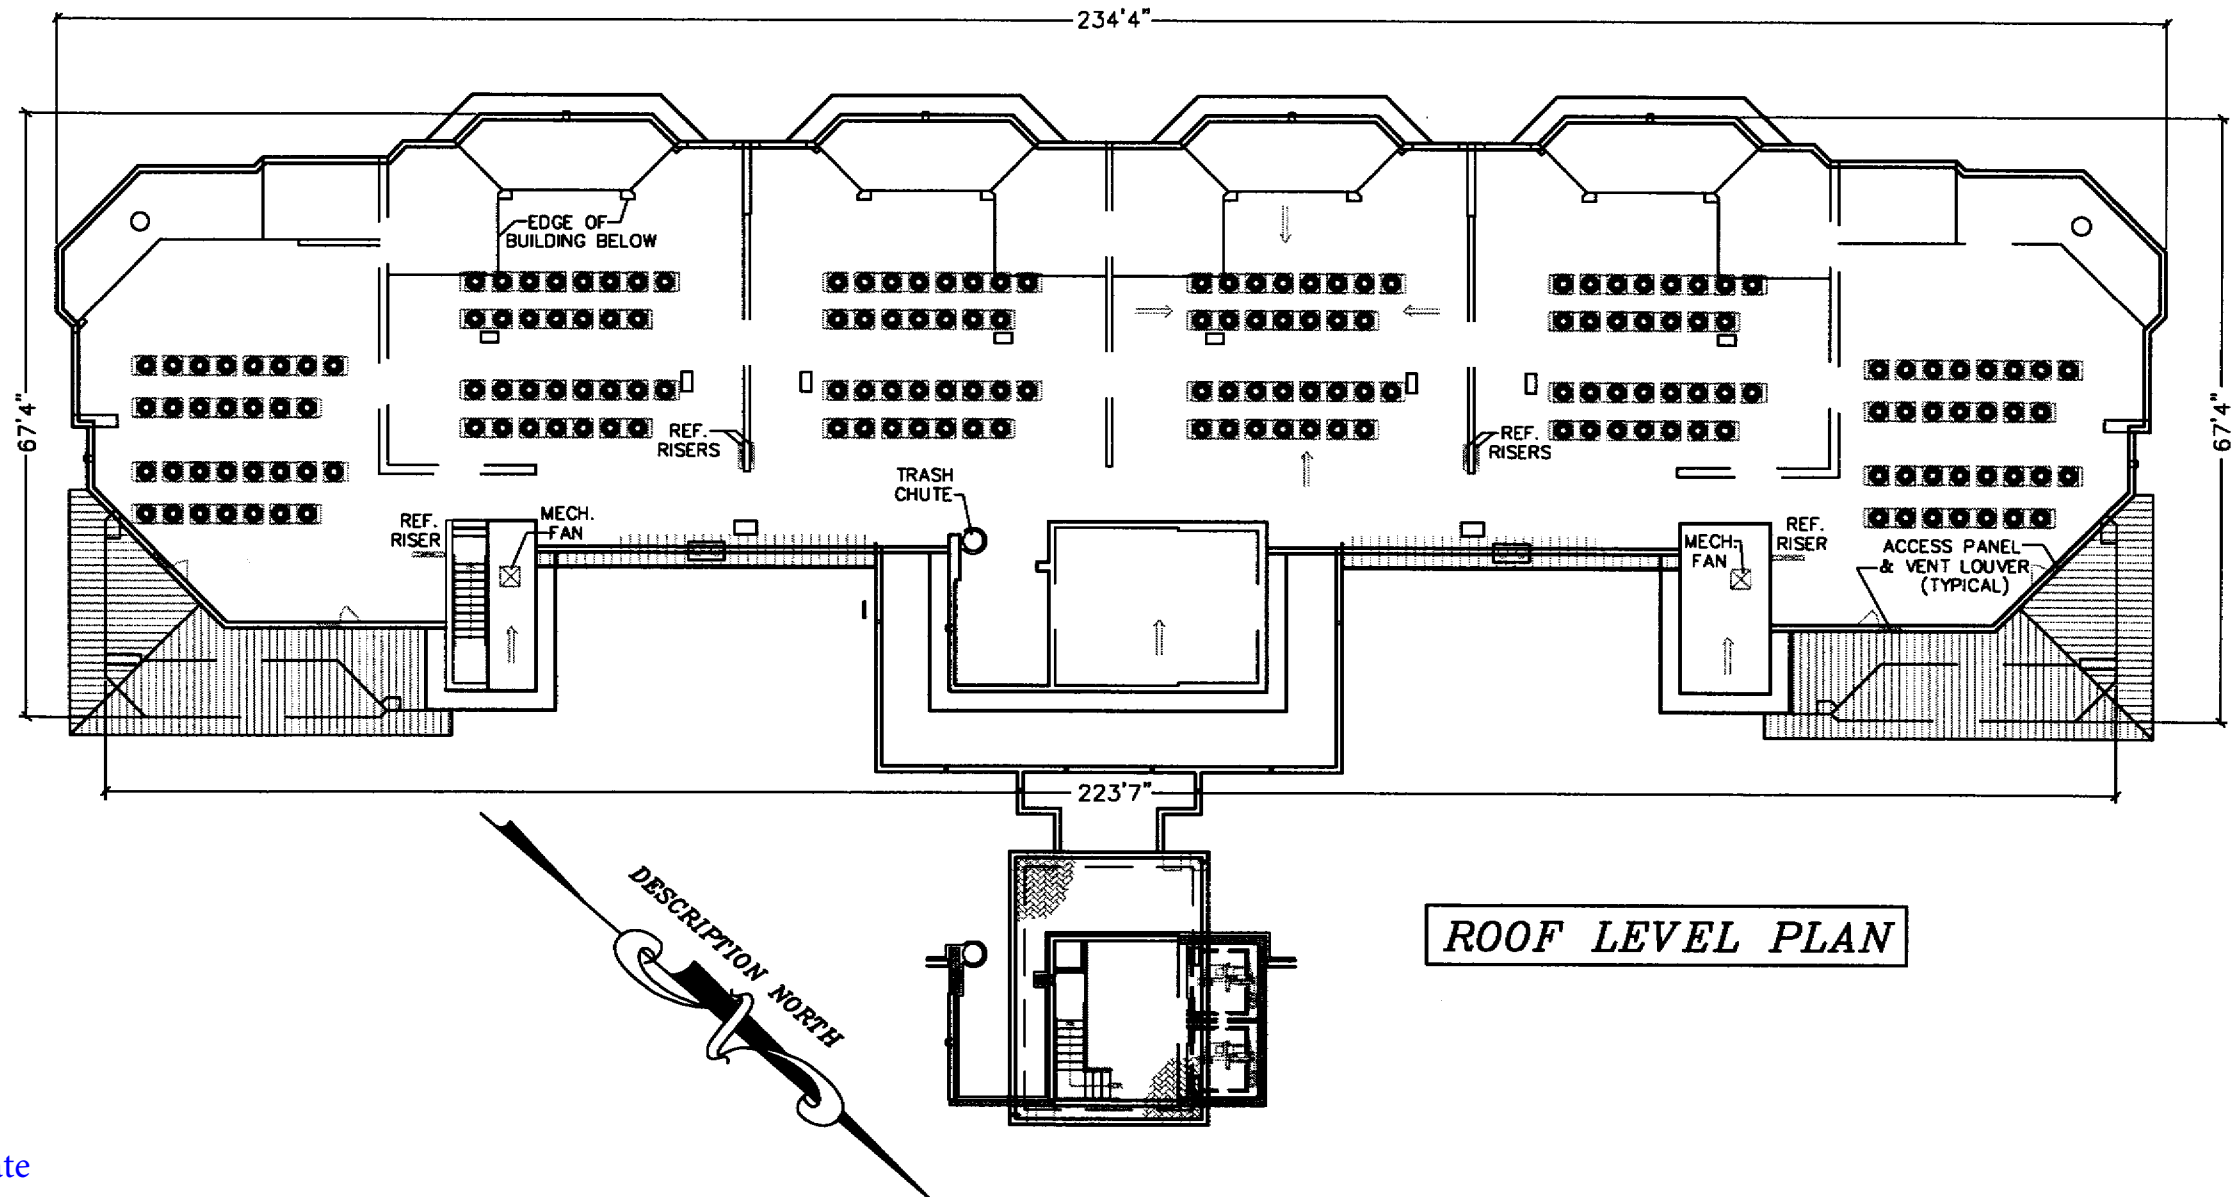 234'4"
67'4"
67'4"
EDGE OF
BUILDING BELOW
REF.
RISERS
REF.
RISERS
TRASH
CHUTE
REF.
RISER
MECH.
FAN
MECH.
FAN
REF.
RISER
ACCESS PANEL
& VENT LOUVER
(TYPICAL)
223'7"
DESCRIPTION NORTH
ROOF LEVEL PLAN